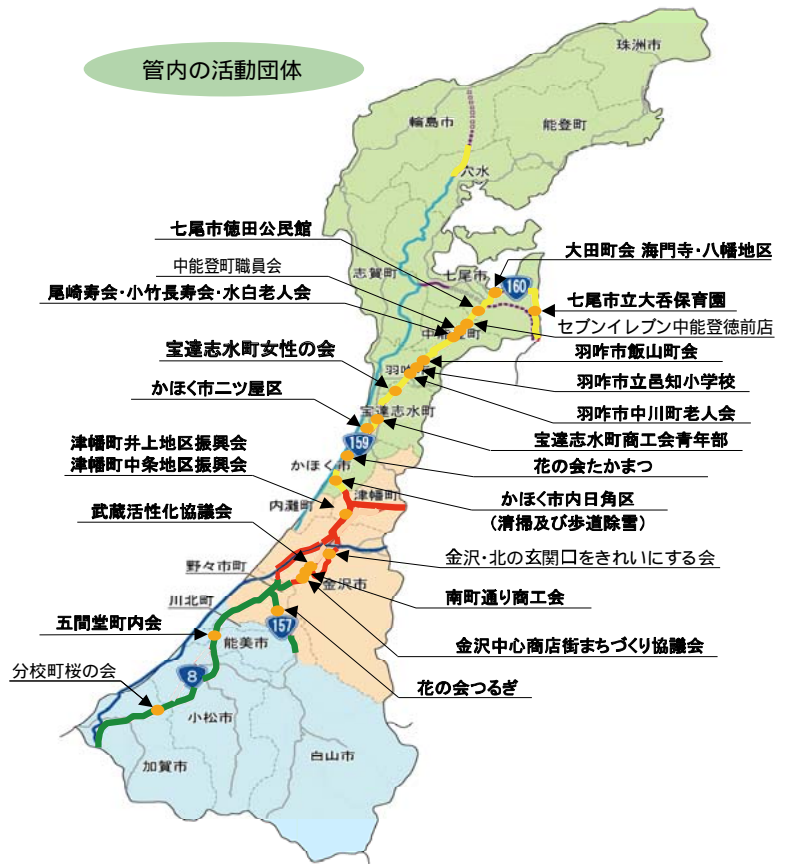 管内の活動団体
珠洲市
輪島市
能登町
穴水
七尾市徳田公民館
大田町会 海門寺・八幡地区
中能登町職員会
志賀町
七尾市
160
尾崎寿会・小竹長寿会・水白老人会
七尾市立大呑保育園
セブンイレブン中能登徳前店
宝達志水町女性の会
羽咋市飯山町会
羽咋市立邑知小学校
かほく市二ツ屋区
宝達志水町
羽咋市中川町老人会
159
宝達志水町商工会青年部
津幡町井上地区振興会
津幡町中条地区振興会
かほく市
花の会たかまつ
津幡町
内灘町
かほく市内日角区
(清掃及び歩道除雪)
武蔵活性化協議会
金沢・北の玄関口をきれいにする会
野々市町
金沢市
川北町
南町通り商工会
五間堂町内会
157
能美市
金沢中心商店街まちづくり協議会
分校町桜の会
8
花の会つるぎ
小松市
白山市
加賀市